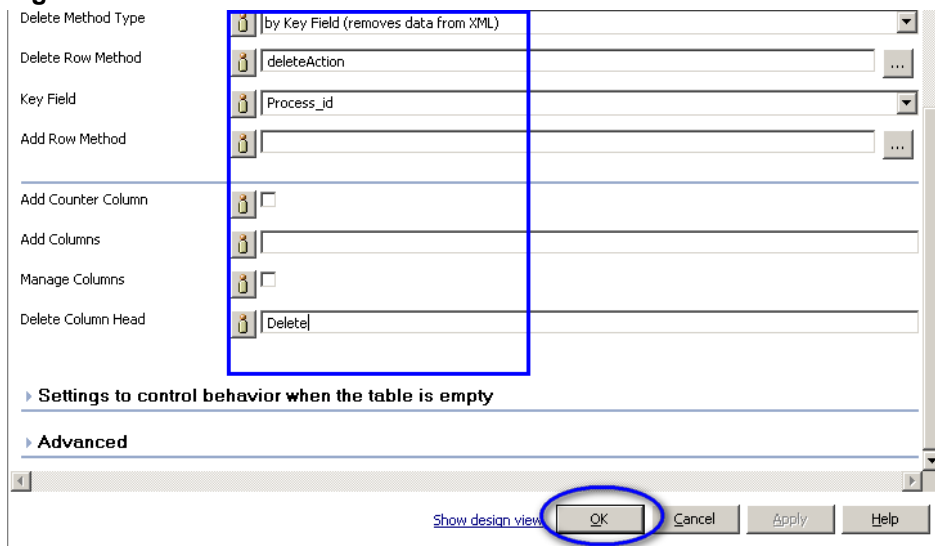 Delete Method Type by Key Field (removes data from XML)
Delete Row Method deleteAction ...
Key Field Process_id
Add Row Method ...
Add Counter Column
Add Columns
Manage Columns
Delete Column Head Delete
Settings to control behavior when the table is empty
Advanced
Show design view OK Cancel Apply Help